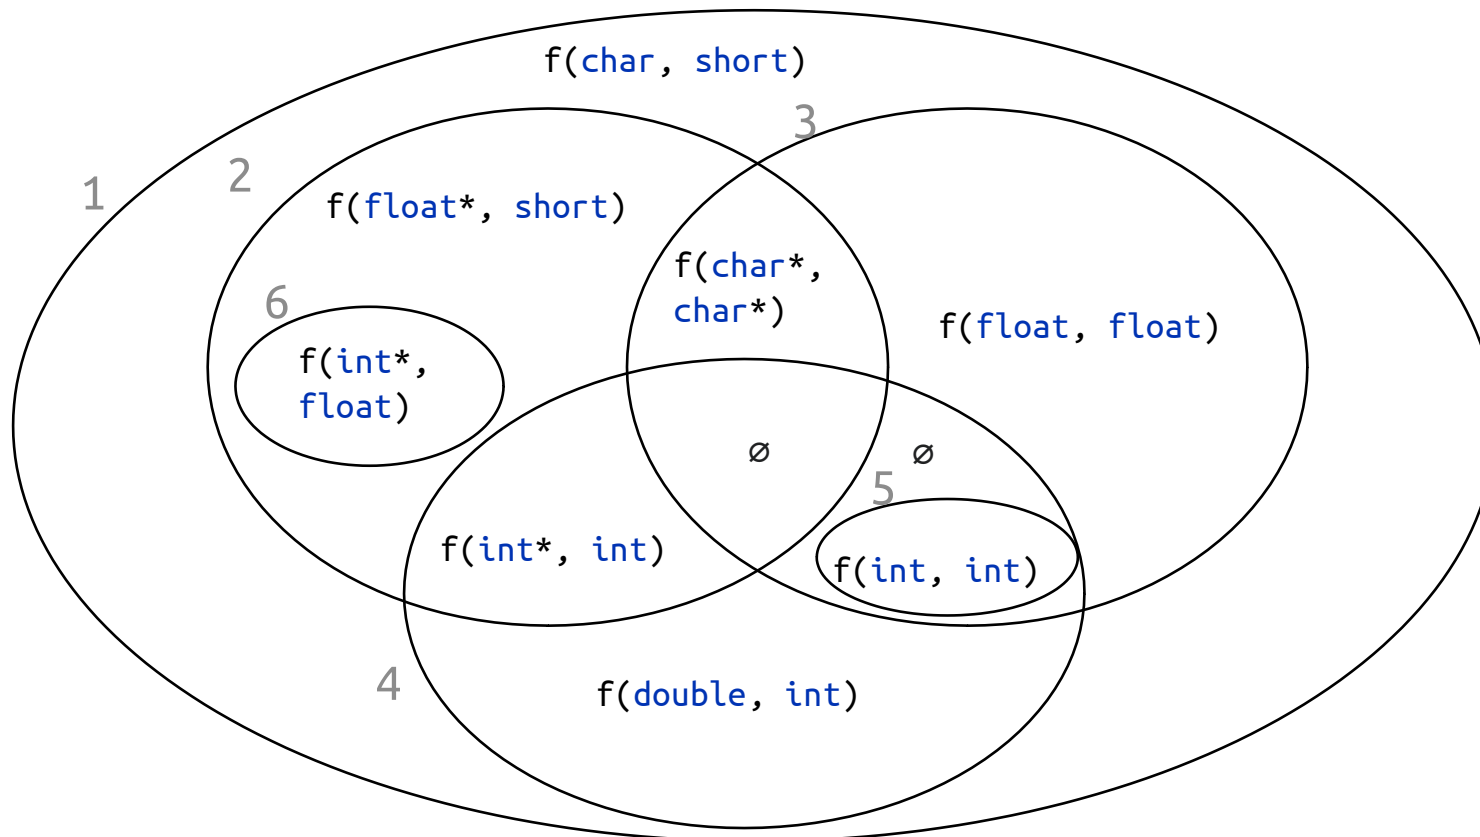 f(char, short)
3
2
1
f(float*, short)
f(char*,
char*)
6
f(float, float)
f(int*,
float)
∅
∅
5
f(int*, int)
f(int, int)
4
f(double, int)